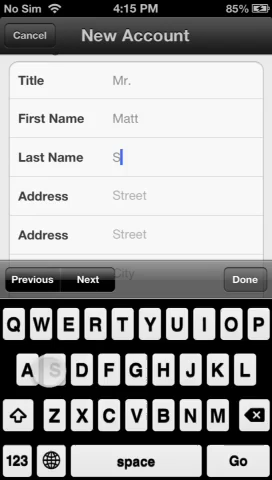 No Sim 4:15 PM 85%
Cancel New Account
Title Mr.
First Name Matt
Last Name S
Address Street
Address Street
City
Previous Next Done
Q W E R T Y U I O P
A S D F G H J K L
Z X C V B N M
123 space Go